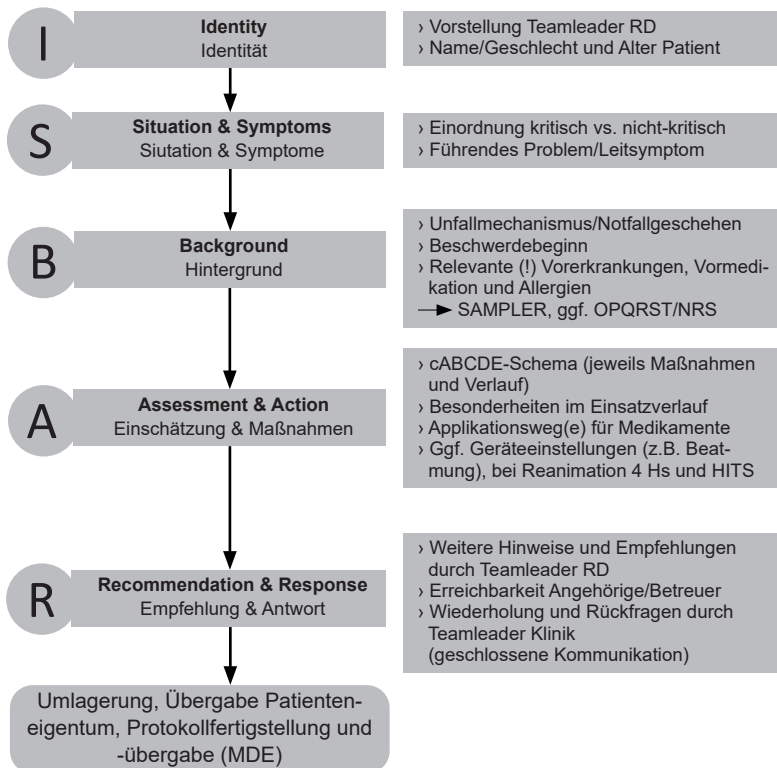 I
Identity
Identität
› Vorstellung Teamleader RD
› Name/Geschlecht und Alter Patient
S
Situation & Symptoms
Siutation & Symptome
› Einordnung kritisch vs. nicht-kritisch
› Führendes Problem/Leitsymptom
B
Background
Hintergrund
› Unfallmechanismus/Notfallgeschehen
› Beschwerdebeginn
› Relevante (!) Vorerkrankungen, Vormedi-
kation und Allergien
SAMPLER, ggf. OPQRST/NRS
A
Assessment & Action
Einschätzung & Maßnahmen
› cABCDE-Schema (jeweils Maßnahmen
und Verlauf)
› Besonderheiten im Einsatzverlauf
› Applikationsweg(e) für Medikamente
› Ggf. Geräteeinstellungen (z.B. Beat-
mung), bei Reanimation 4 Hs und HITS
R
Recommendation & Response
Empfehlung & Antwort
› Weitere Hinweise und Empfehlungen
durch Teamleader RD
› Erreichbarkeit Angehörige/Betreuer
› Wiederholung und Rückfragen durch
Teamleader Klinik
(geschlossene Kommunikation)
Umlagerung, Übergabe Patienten-
eigentum, Protokollfertigstellung und
-übergabe (MDE)